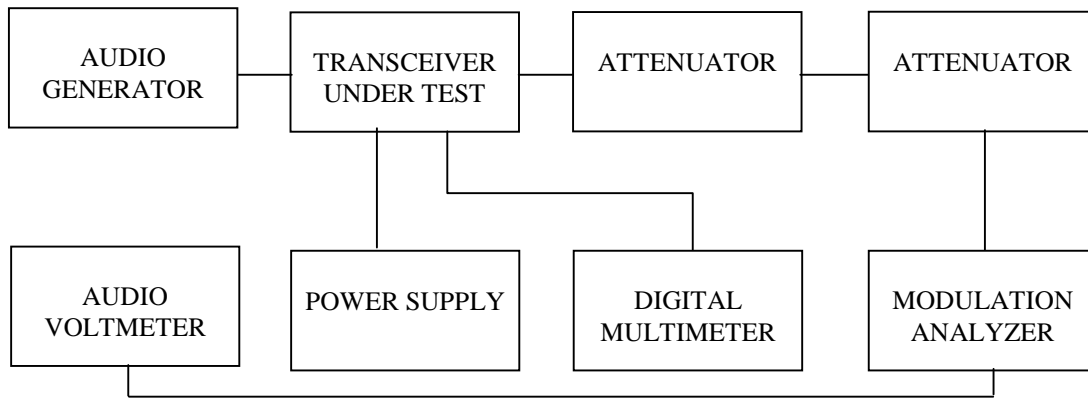 AUDIO
GENERATOR
TRANSCEIVER
UNDER TEST
ATTENUATOR
ATTENUATOR
AUDIO
VOLTMETER
POWER SUPPLY
DIGITAL
MULTIMETER
MODULATION
ANALYZER